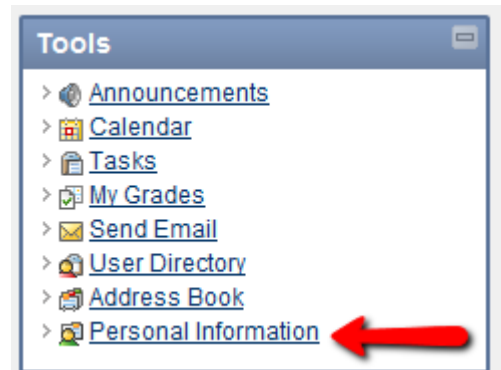 Tools
Announcements
Calendar
Tasks
My Grades
Send Email
User Directory
Address Book
Personal Information